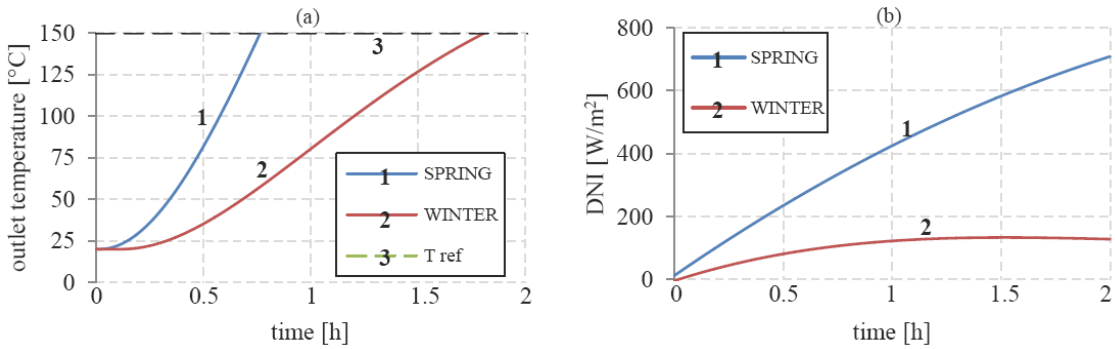 (a)
150
125
100
75
50
25
0
outlet temperature [°C]
0
0.5
1
1.5
2
time [h]
1
2
3
1 SPRING
2 WINTER
3 T ref
(b)
800
600
400
200
0
DNI [W/m²]
0
0.5
1
1.5
2
time [h]
1
2
1 SPRING
2 WINTER